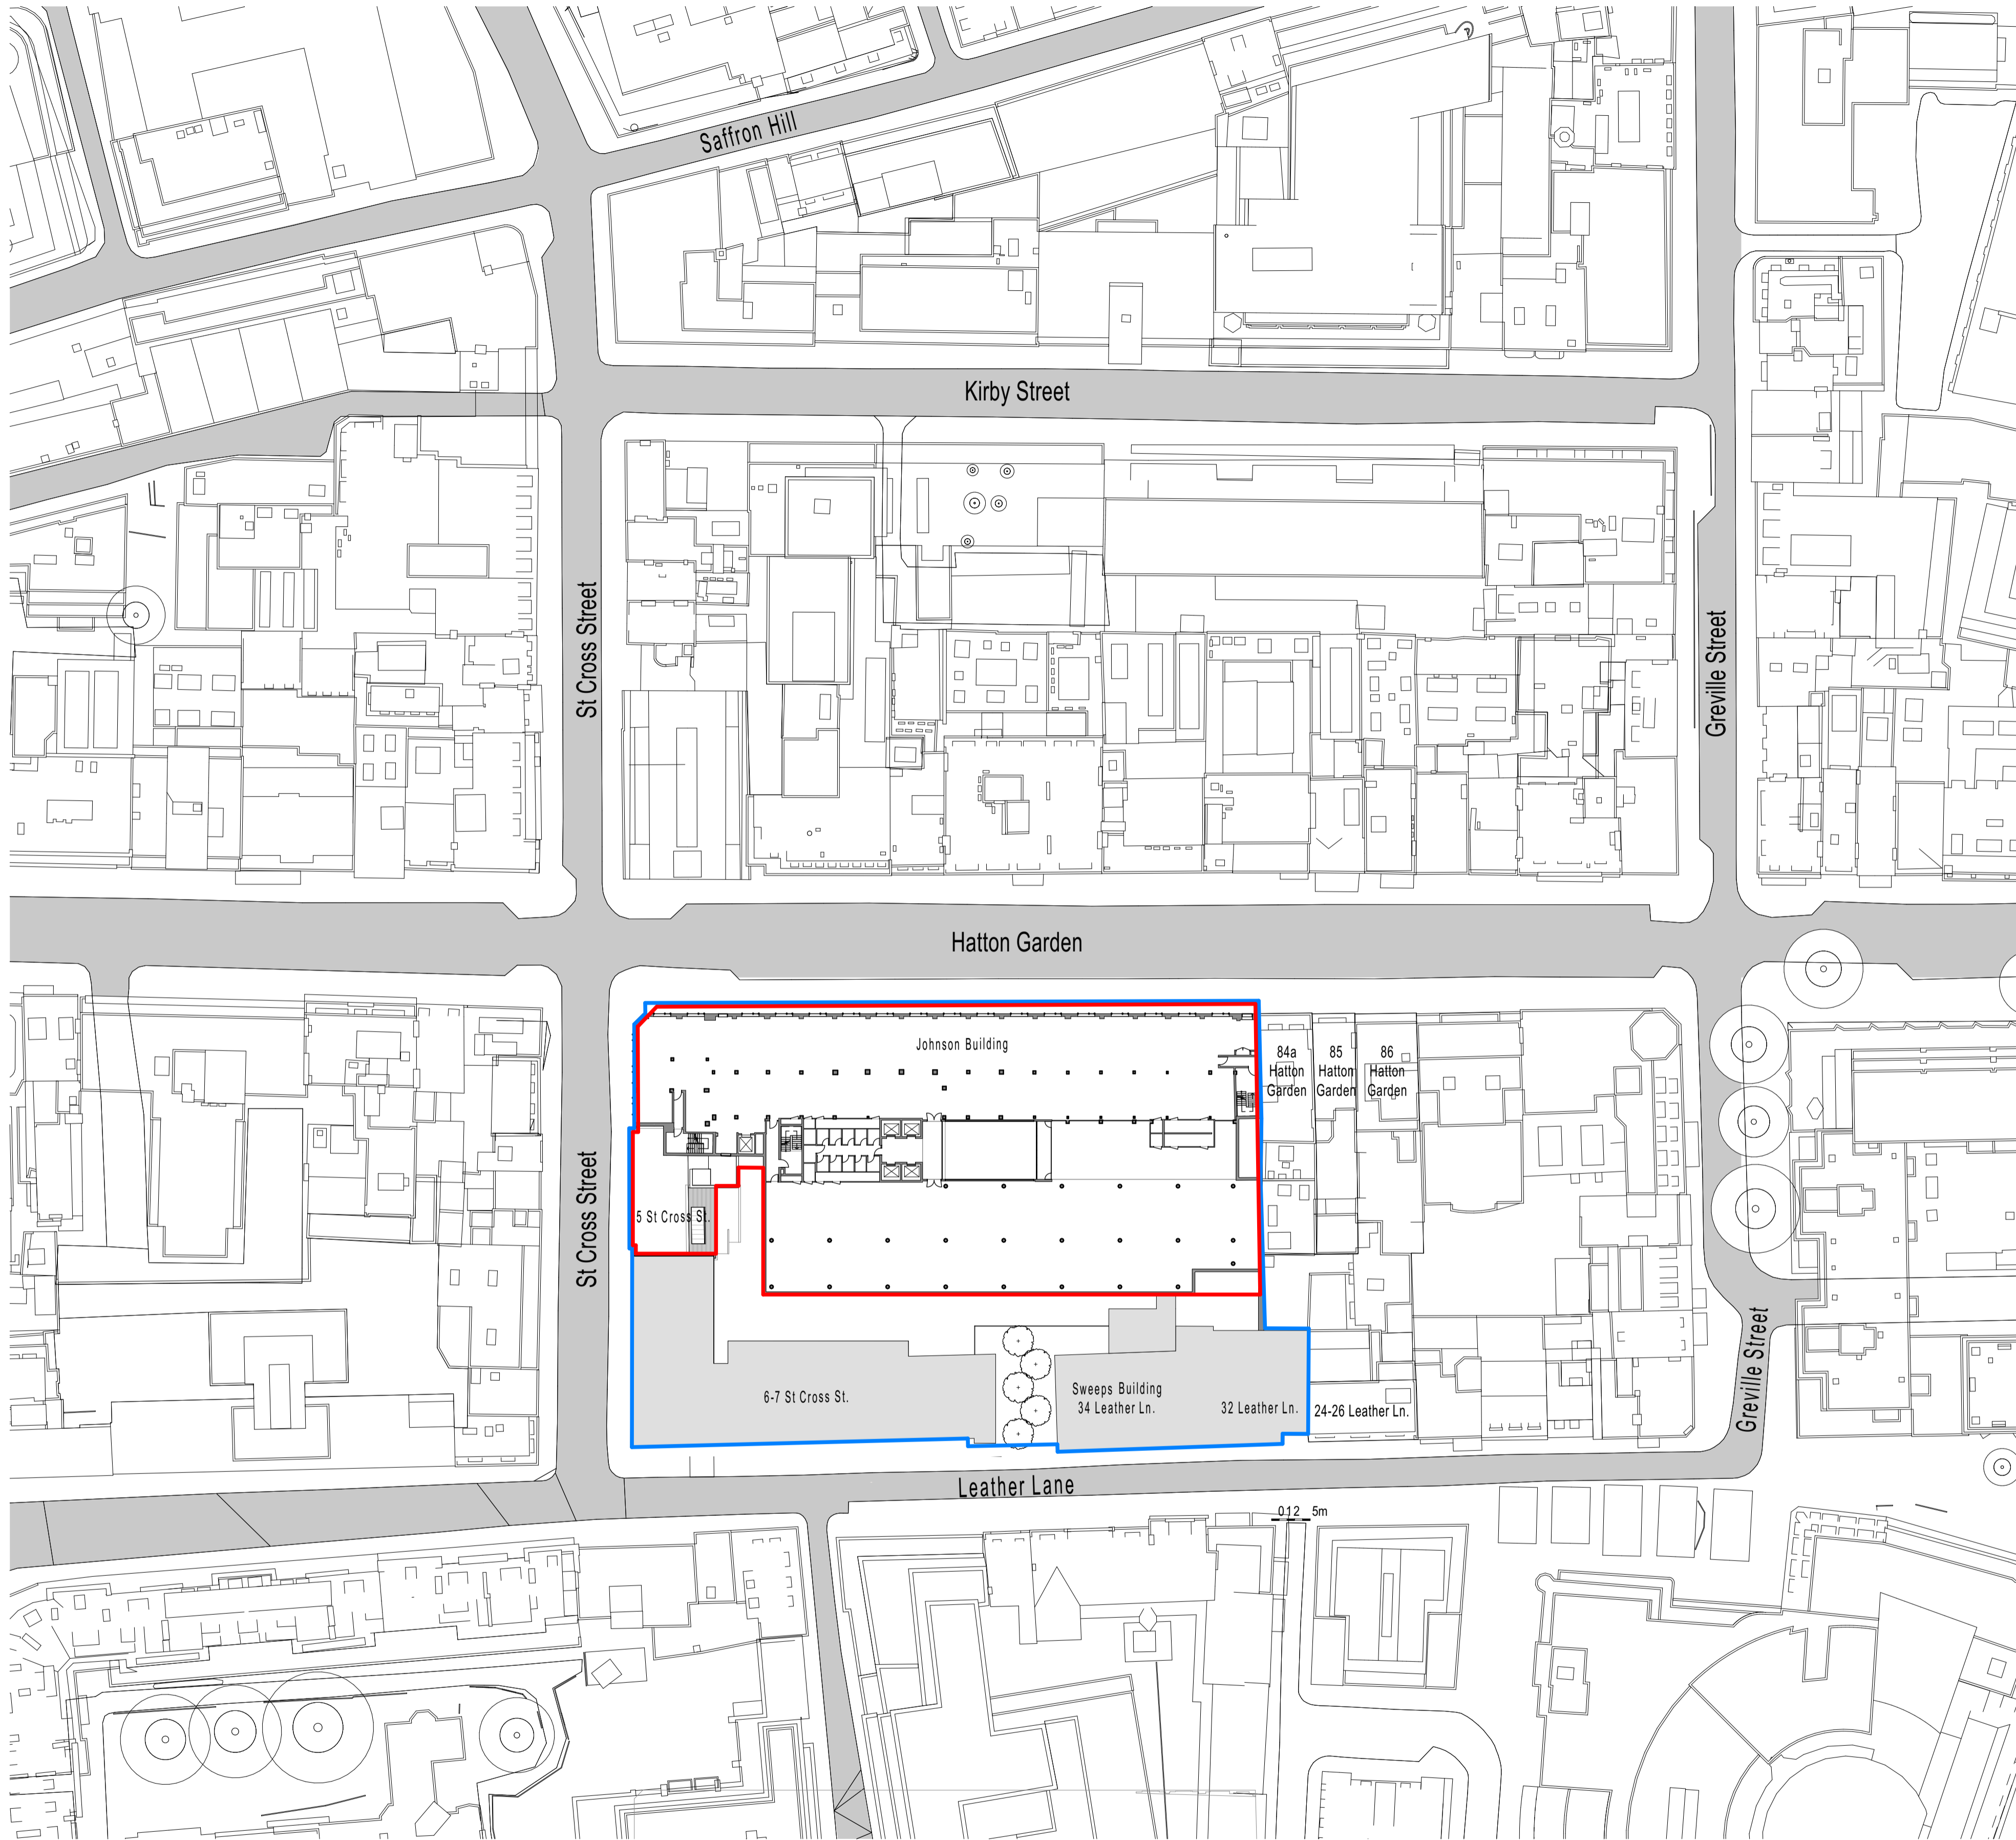 Saffron Hill
Kirby Street
St Cross Street
Greville Street
Hatton Garden
Johnson Building
84a
Hatton
Garden
85
Hatton
Garden
86
Hatton
Garden
St Cross Street
5 St Cross St.
Greville Street
6-7 St Cross St.
Sweeps Building
34 Leather Ln.
32 Leather Ln.
24-26 Leather Ln.
Leather Lane
0 1 2 5m